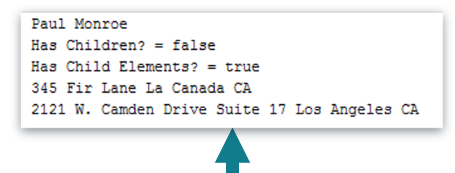 Paul Monroe
Has Children? = false
Has Child Elements? = true
345 Fir Lane La Canada CA
2121 W. Camden Drive Suite 17 Los Angeles CA